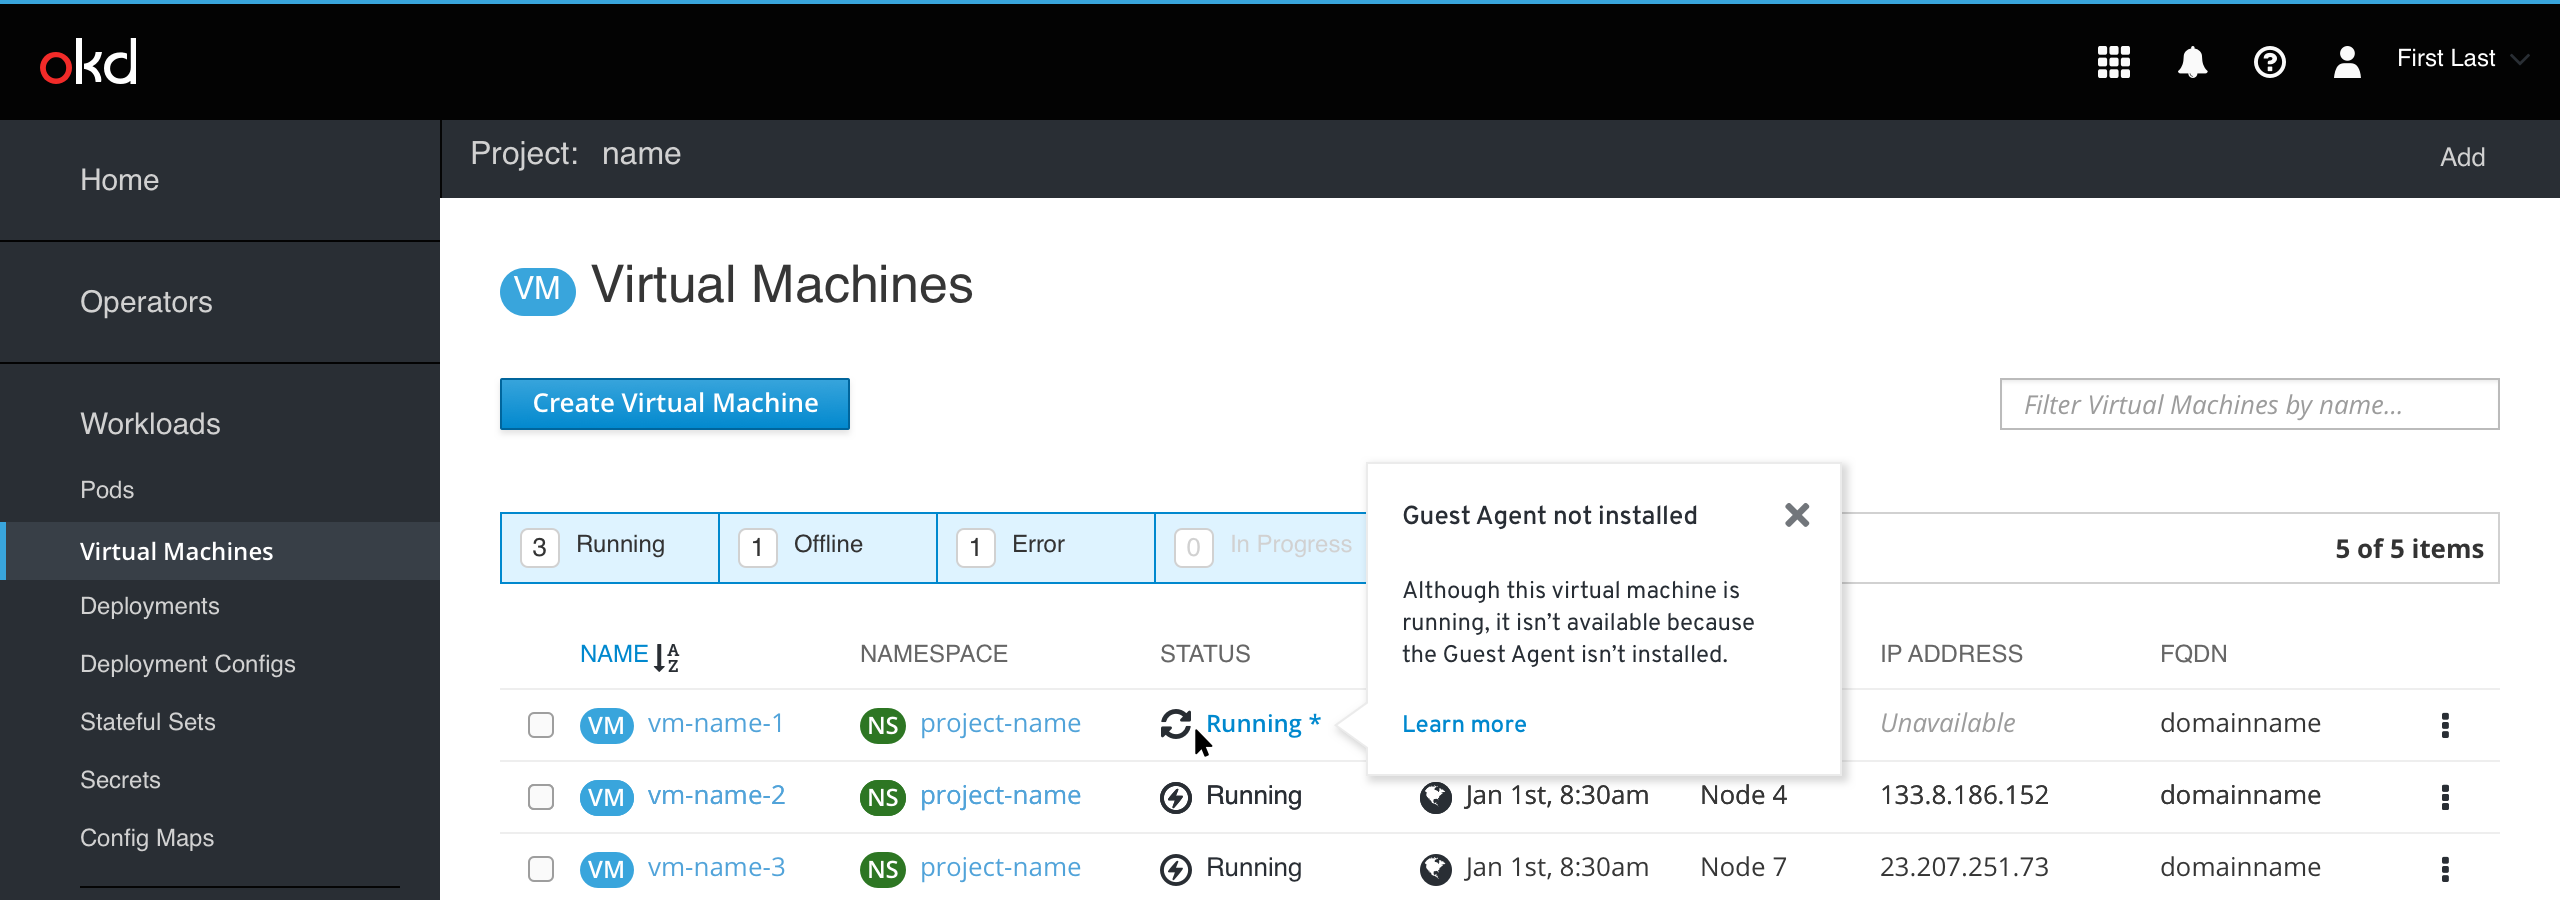 okd
First Last
Project: name
Add
Home
Operators
Workloads
Pods
Virtual Machines
Deployments
Deployment Configs
Stateful Sets
Secrets
Config Maps
VM Virtual Machines
Create Virtual Machine
Filter Virtual Machines by name...
3 Running
1 Offline
1 Error
0 In Progress
5 of 5 items
Guest Agent not installed
Although this virtual machine is
running, it isn’t available because
the Guest Agent isn’t installed.
Learn more
NAME AZ NAMESPACE STATUS IP ADDRESS FQDN
VM vm-name-1 NS project-name Running * Unavailable domainname
VM vm-name-2 NS project-name Running Jan 1st, 8:30am Node 4 133.8.186.152 domainname
VM vm-name-3 NS project-name Running Jan 1st, 8:30am Node 7 23.207.251.73 domainname